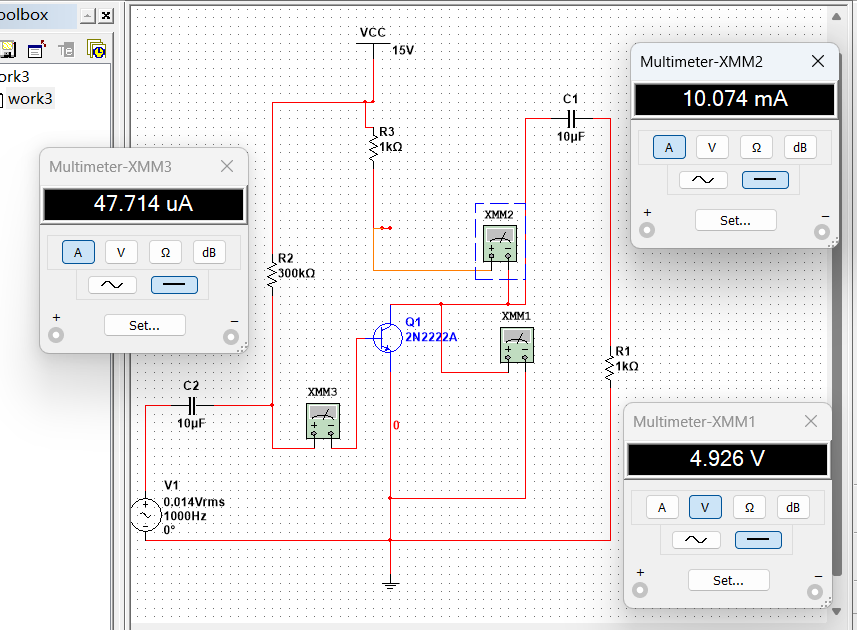 oolbox
ork3
work3
VCC
15V
R3
1kΩ
C1
10µF
Multimeter-XMM2
10.074 mA
A
V
Ω
dB
+
Set...
−
Multimeter-XMM3
47.714 uA
A
V
Ω
dB
+
Set...
−
XMM2
R2
300kΩ
Q1
2N2222A
XMM1
R1
1kΩ
C2
10µF
XMM3
0
V1
0.014Vrms
1000Hz
0°
Multimeter-XMM1
4.926 V
A
V
Ω
dB
+
Set...
−